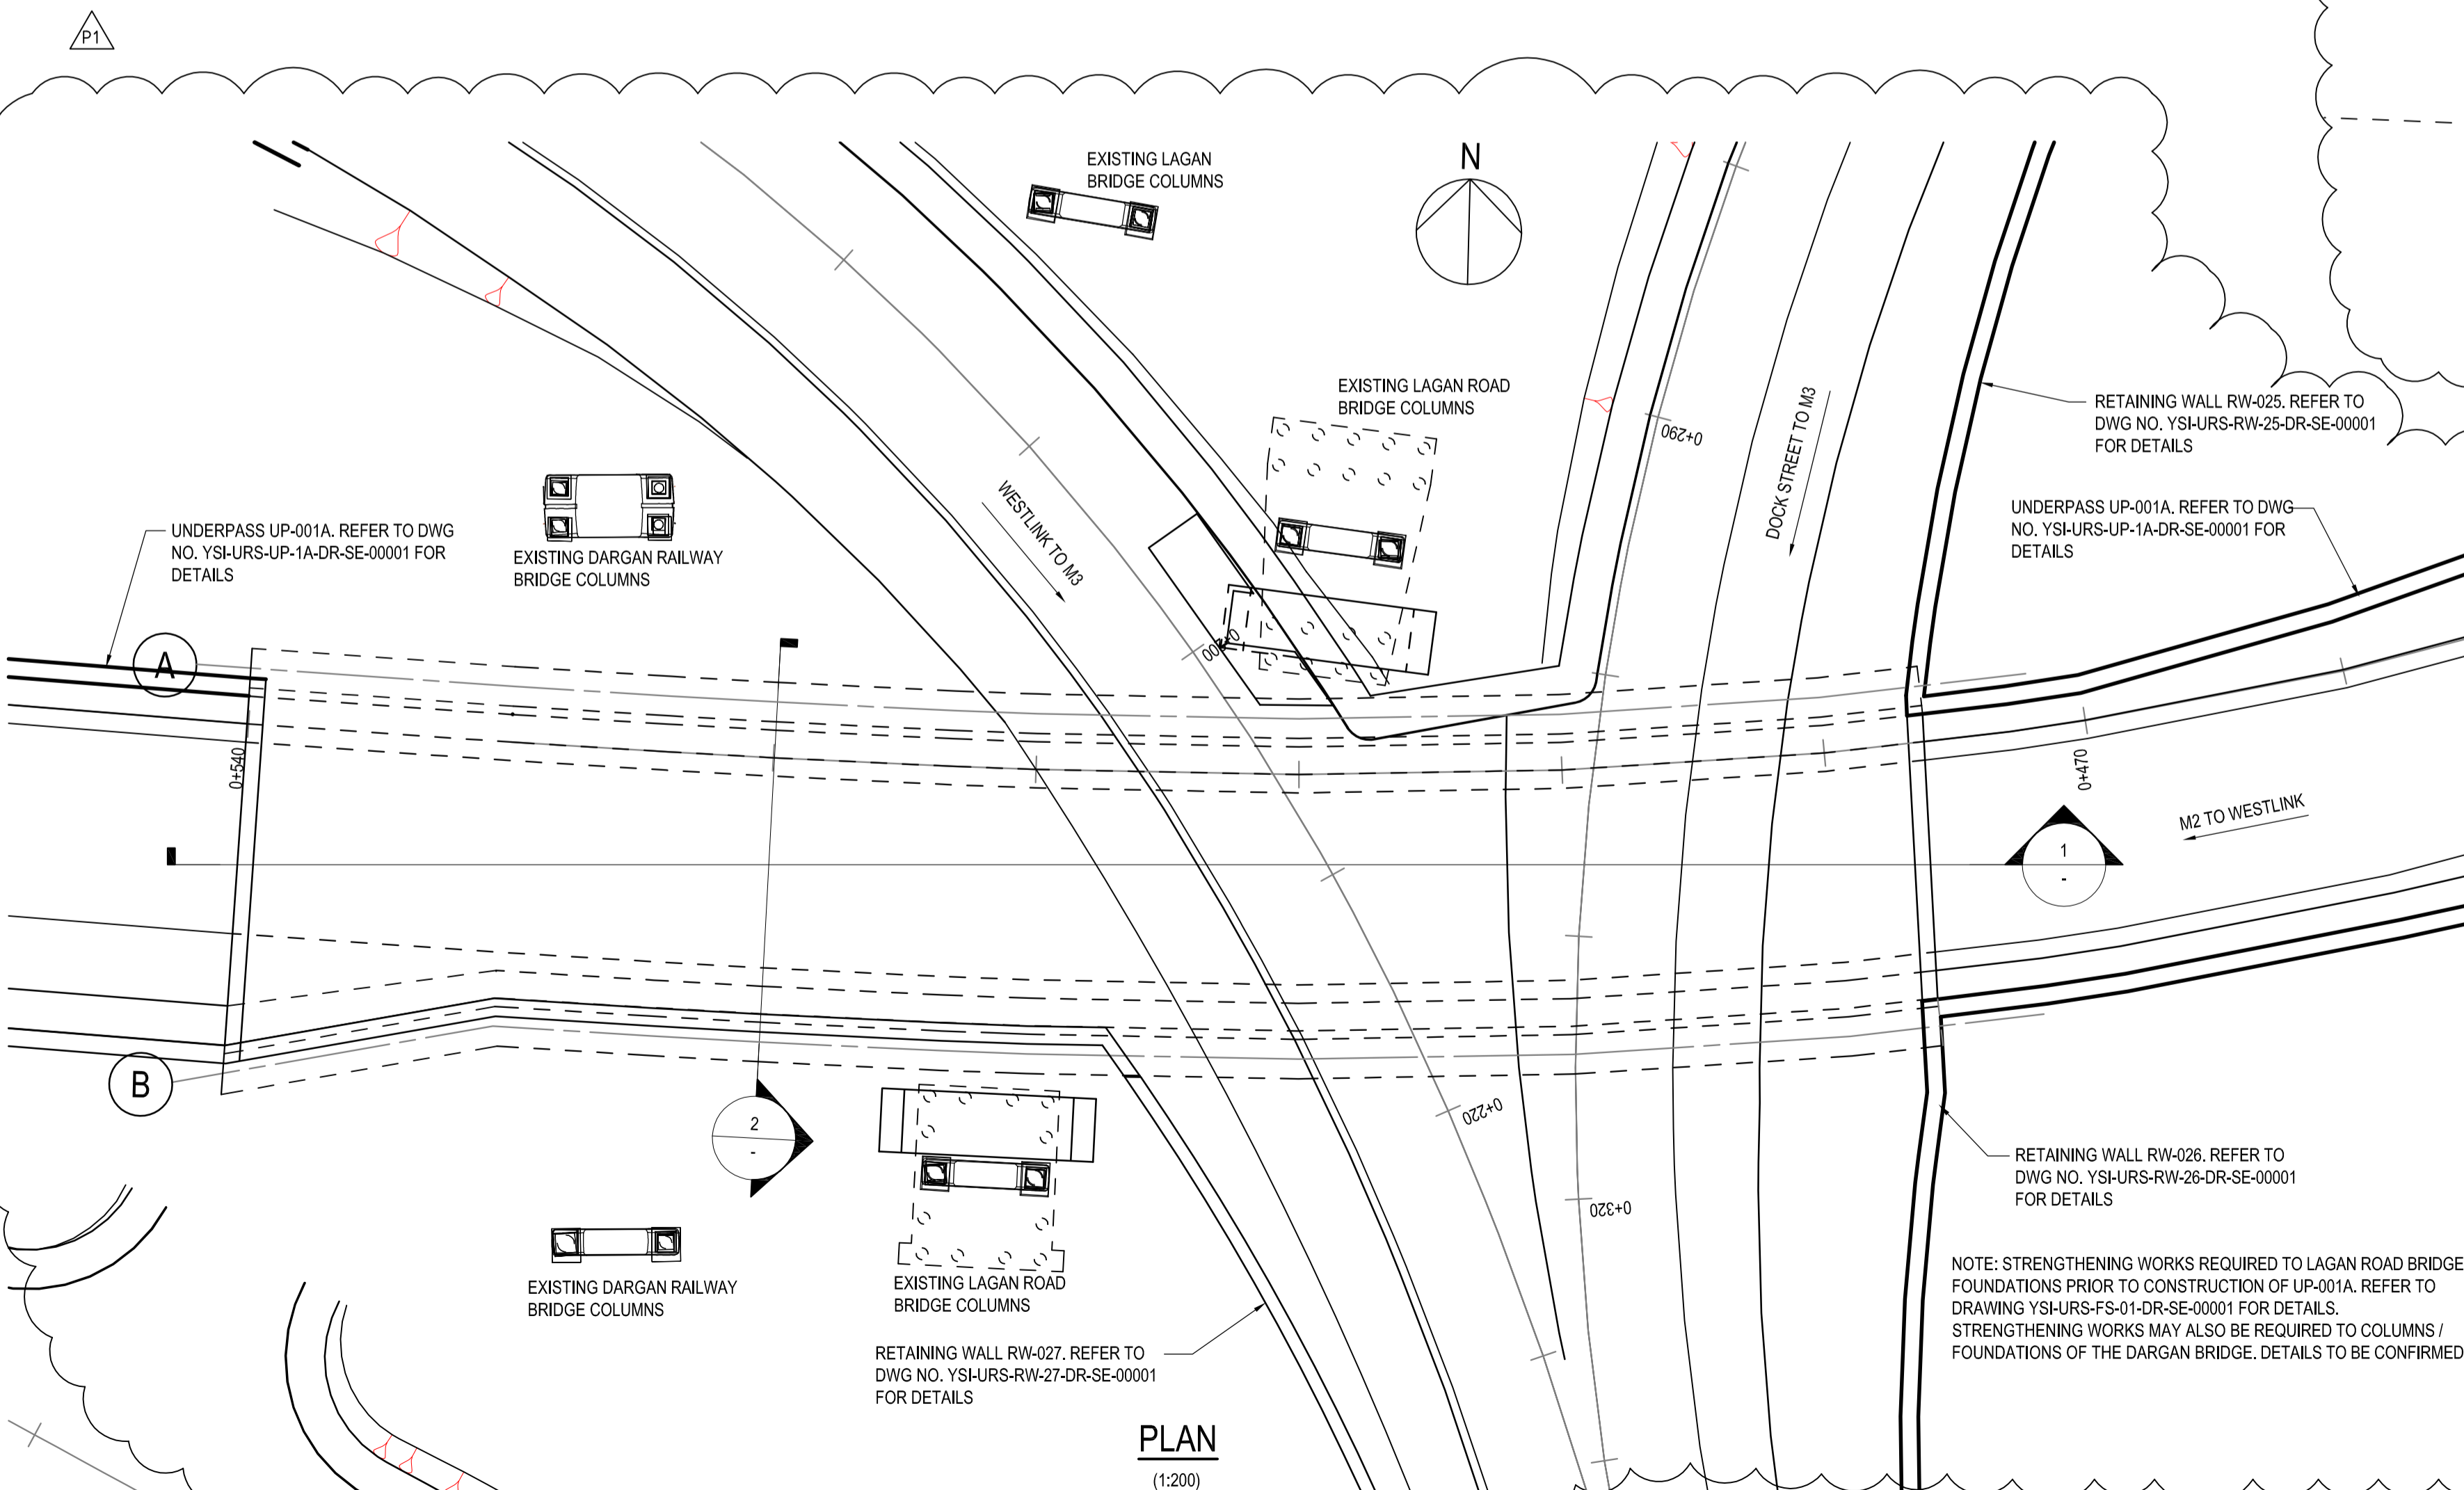 P1
EXISTING LAGAN
BRIDGE COLUMNS
N
EXISTING LAGAN ROAD
BRIDGE COLUMNS
0+290
DOCK STREET TO M3
RETAINING WALL RW-025. REFER TO
DWG NO. YSI-URS-RW-25-DR-SE-00001
FOR DETAILS
WESTLINK TO M3
UNDERPASS UP-001A. REFER TO DWG
NO. YSI-URS-UP-1A-DR-SE-00001 FOR
DETAILS
UNDERPASS UP-001A. REFER TO DWG
NO. YSI-URS-UP-1A-DR-SE-00001 FOR
DETAILS
EXISTING DARGAN RAILWAY
BRIDGE COLUMNS
A
0+540
0+470
M2 TO WESTLINK
1
-
B
2
-
0+220
0+320
RETAINING WALL RW-026. REFER TO
DWG NO. YSI-URS-RW-26-DR-SE-00001
FOR DETAILS
EXISTING DARGAN RAILWAY
BRIDGE COLUMNS
EXISTING LAGAN ROAD
BRIDGE COLUMNS
NOTE: STRENGTHENING WORKS REQUIRED TO LAGAN ROAD BRIDGE
FOUNDATIONS PRIOR TO CONSTRUCTION OF UP-001A. REFER TO
DRAWING YSI-URS-FS-01-DR-SE-00001 FOR DETAILS.
STRENGTHENING WORKS MAY ALSO BE REQUIRED TO COLUMNS /
FOUNDATIONS OF THE DARGAN BRIDGE. DETAILS TO BE CONFIRMED
RETAINING WALL RW-027. REFER TO
DWG NO. YSI-URS-RW-27-DR-SE-00001
FOR DETAILS
PLAN
(1:200)